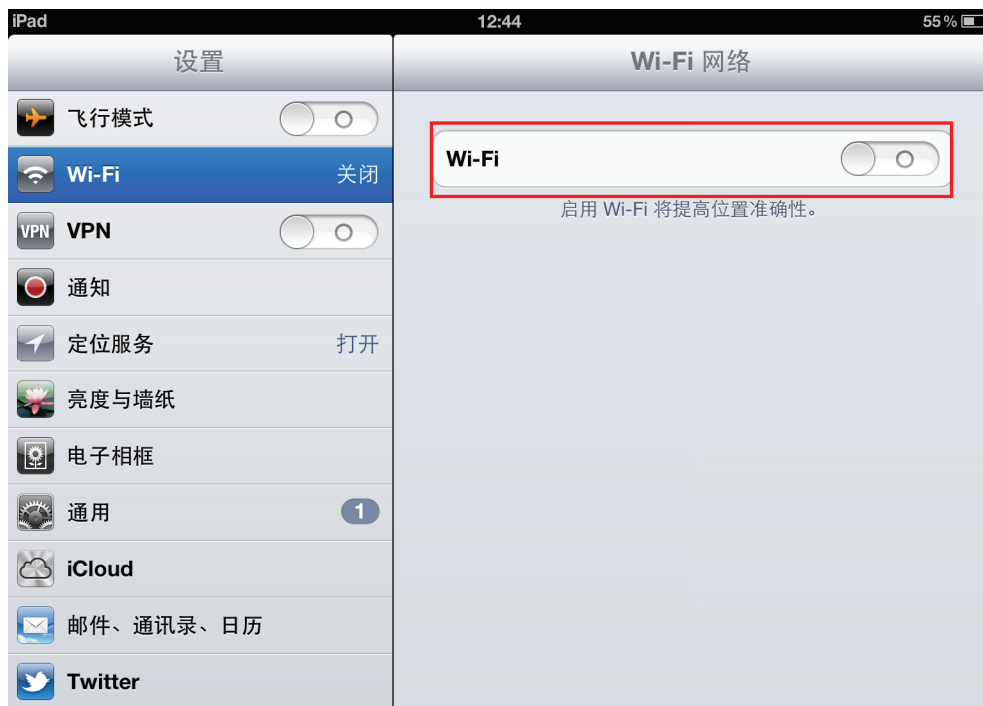 iPad 12:44 55%
设置
飞行模式
Wi-Fi 关闭
VPN VPN
通知
定位服务 打开
亮度与墙纸
电子相框
通用 1
iCloud
邮件、通讯录、日历
Twitter
Wi-Fi 网络
Wi-Fi
启用 Wi-Fi 将提高位置准确性。